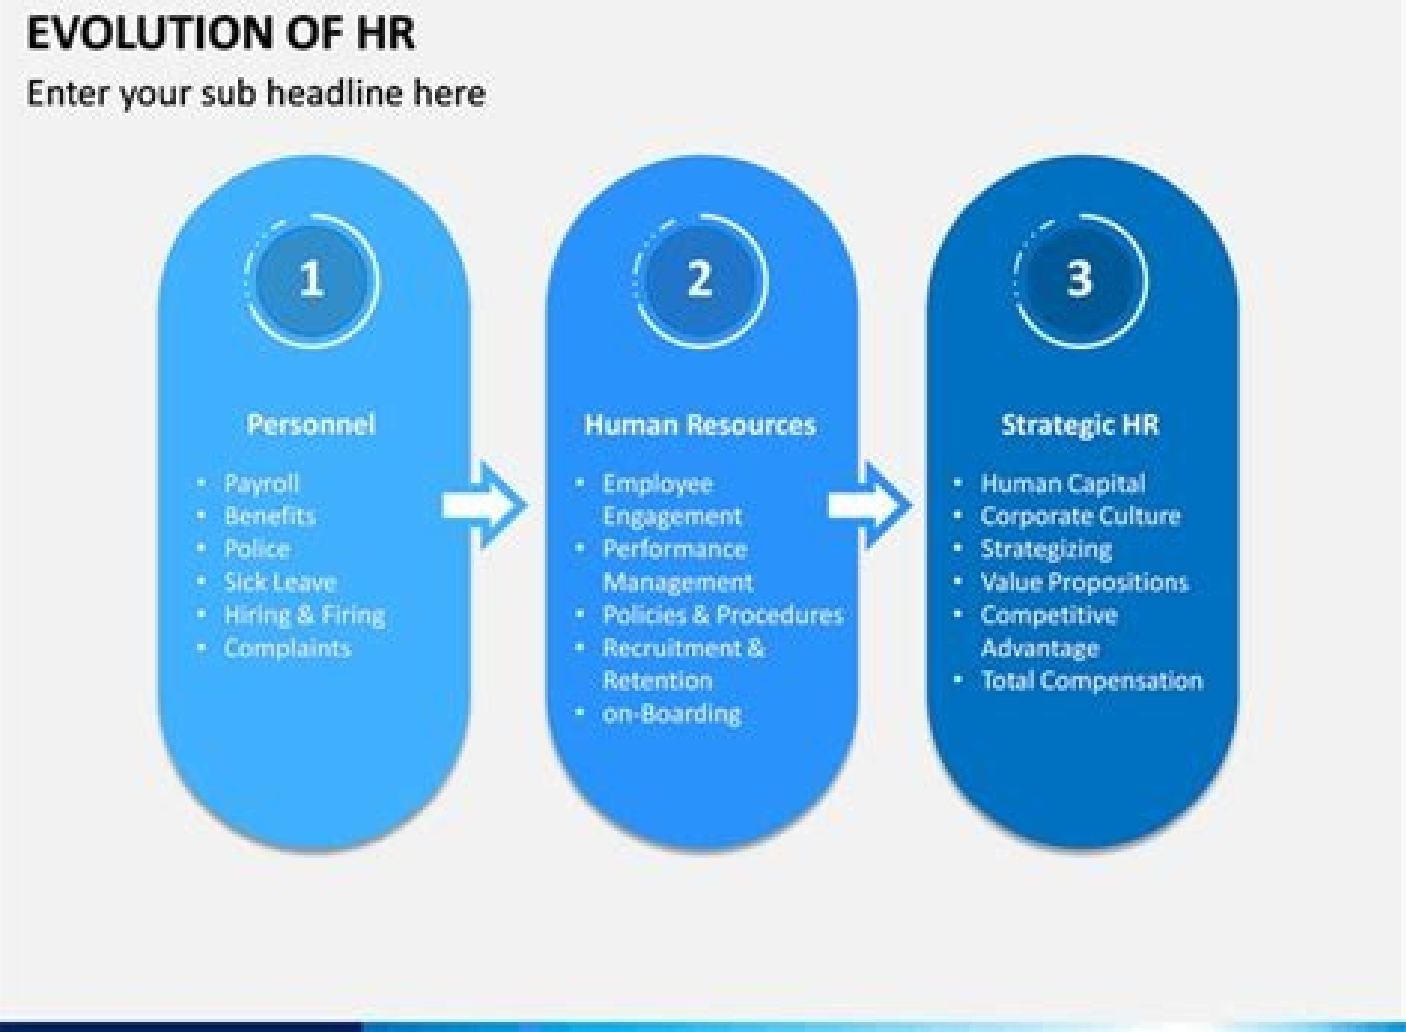 EVOLUTION OF HR
Enter your sub headline here
1
Personnel
• Payroll
• Benefits
• Police
• Sick Leave
• Hiring & Firing
• Complaints
2
Human Resources
• Employee
Engagement
• Performance
Management
• Policies & Procedures
• Recruitment &
Retention
• on-Boarding
3
Strategic HR
• Human Capital
• Corporate Culture
• Strategizing
• Value Propositions
• Competitive
Advantage
• Total Compensation